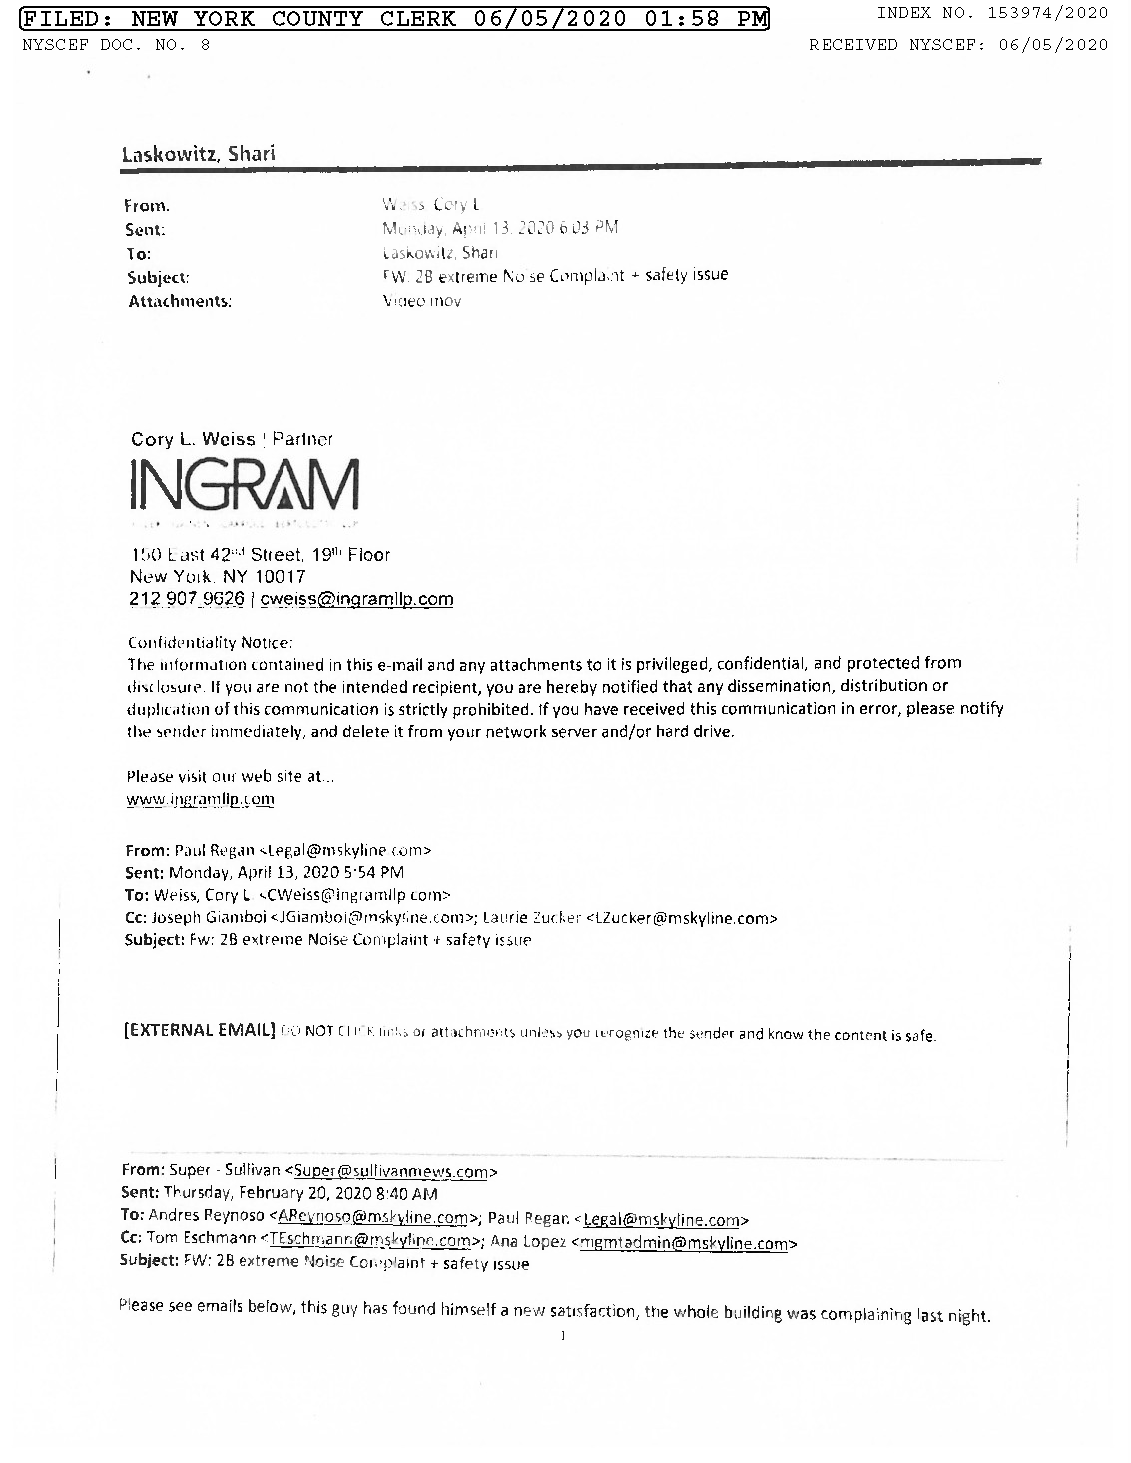 FILED: NEW YORK COUNTY CLERK 06/05/2020 01:58 PM
INDEX NO. 153974/2020
NYSCEF DOC. NO. 8
RECEIVED NYSCEF: 06/05/2020
Laskowitz, Shari
From: Weiss, Cory L
Sent: Monday, April 13, 2020 6:03 PM
To: Laskowitz, Shari
Subject: FW: 2B extreme Noise Complaint + safety issue
Attachments: Video.mov
Cory L. Weiss | Partner
INGRAM
150 East 42nd Street, 19th Floor
New York, NY 10017
212.907.9626 | cweiss@ingramllp.com
Confidentiality Notice:
The information contained in this e-mail and any attachments to it is privileged, confidential, and protected from
disclosure. If you are not the intended recipient, you are hereby notified that any dissemination, distribution or
duplication of this communication is strictly prohibited. If you have received this communication in error, please notify
the sender immediately, and delete it from your network server and/or hard drive.
Please visit our web site at...
www.ingramllp.com
From: Paul Regan <Legal@mskyline.com>
Sent: Monday, April 13, 2020 5:54 PM
To: Weiss, Cory L. <CWeiss@ingramllp.com>
Cc: Joseph Giamboi <JGiamboi@mskyline.com>; Laurie Zucker <LZucker@mskyline.com>
Subject: Fw: 2B extreme Noise Complaint + safety issue
[EXTERNAL EMAIL] DO NOT CLICK links or attachments unless you recognize the sender and know the content is safe.
From: Super - Sullivan <Super@sullivanmews.com>
Sent: Thursday, February 20, 2020 8:40 AM
To: Andres Reynoso <AReynoso@mskyline.com>; Paul Regan <Legal@mskyline.com>
Cc: Tom Eschmann <TEschmann@mskyline.com>; Ana Lopez <mgmtadmin@mskyline.com>
Subject: FW: 2B extreme Noise Complaint + safety issue
Please see emails below, this guy has found himself a new satisfaction, the whole building was complaining last night.
1